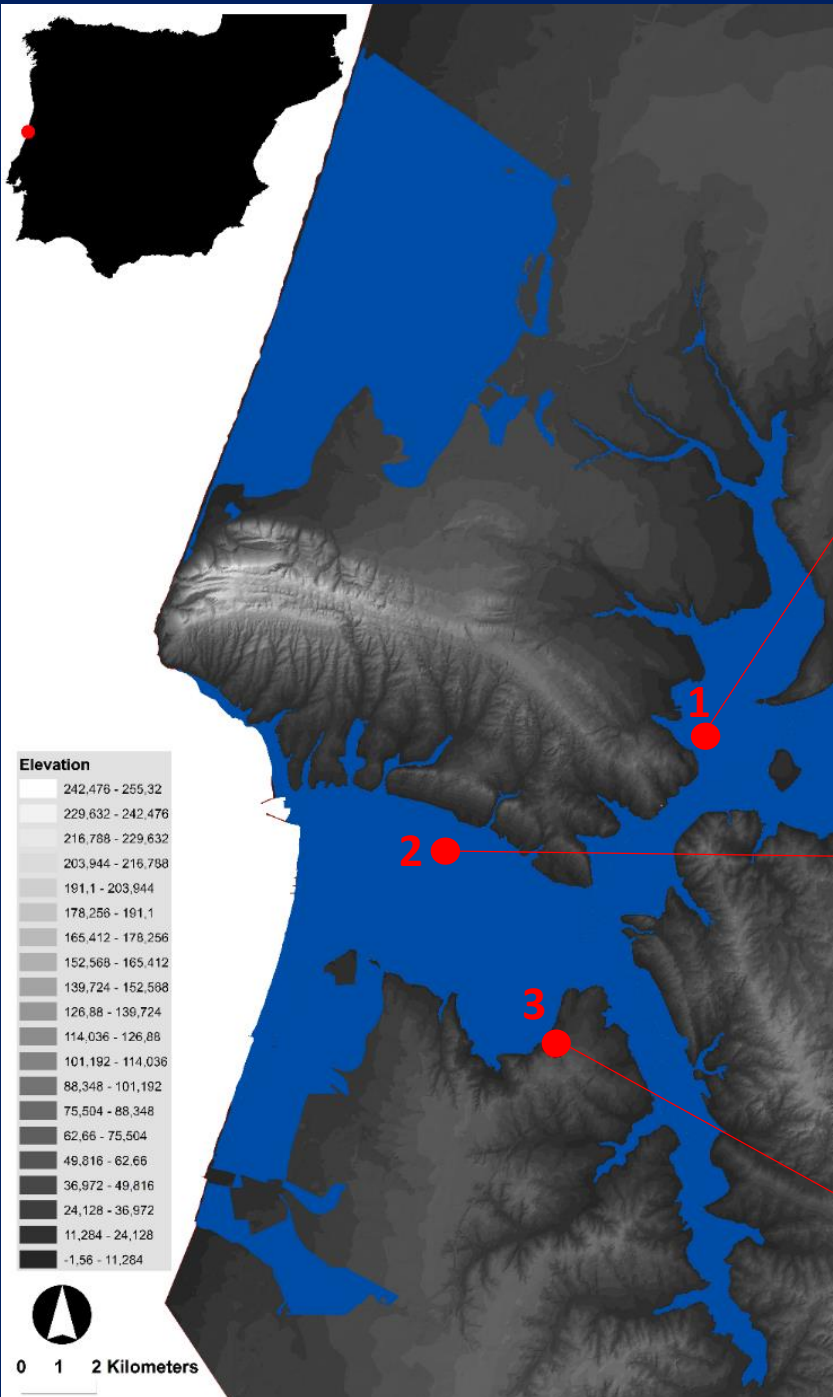 1
2
3
Elevation
242,476 - 255,32
229,632 - 242,476
216,788 - 229,632
203,944 - 216,788
191,1 - 203,944
178,256 - 191,1
165,412 - 178,256
152,568 - 165,412
139,724 - 152,568
126,88 - 139,724
114,036 - 126,88
101,192 - 114,036
88,348 - 101,192
75,504 - 88,348
62,66 - 75,504
49,816 - 62,66
36,972 - 49,816
24,128 - 36,972
11,284 - 24,128
-1,56 - 11,284
0 1 2 Kilometers